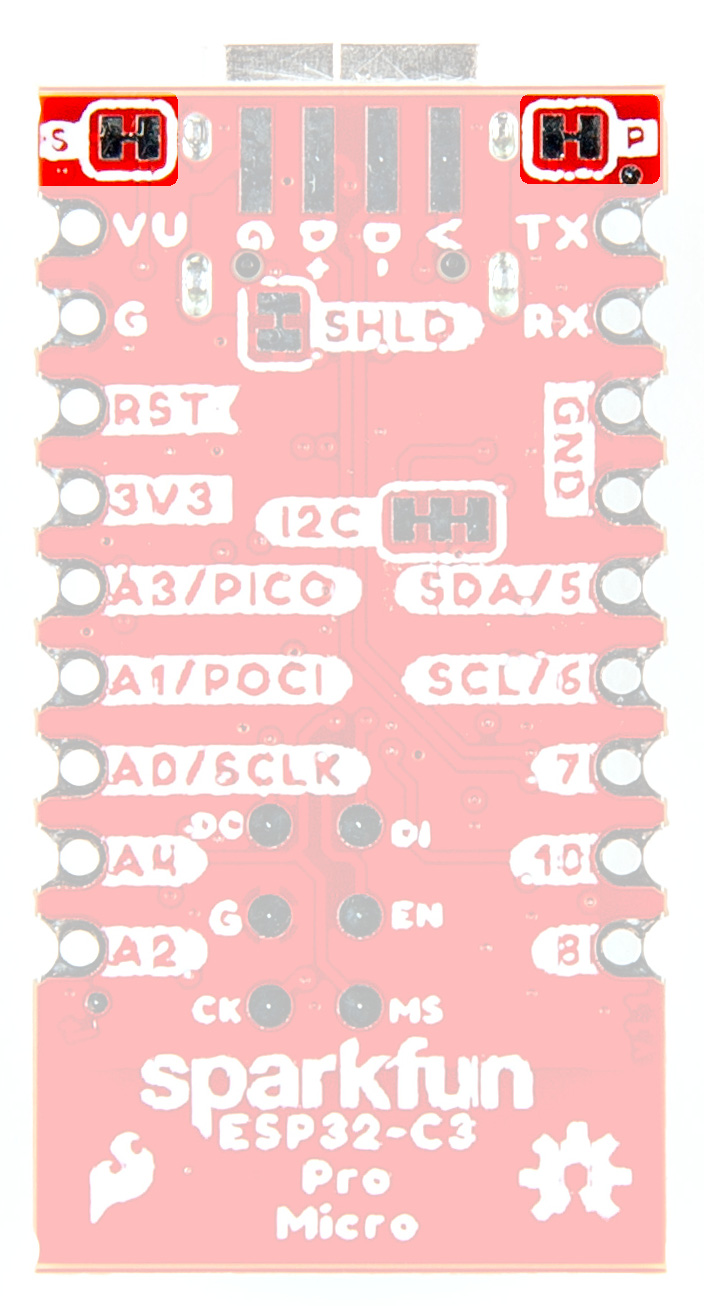 S P
VU G D+ D- V TX
G SHLD RX
RST GND
3V3 I2C
A3/PICO SDA/5
A1/POCI SCL/6
A0/SCLK 7
DO DI
A4 10
G EN
A2 8
CK MS
sparkfun
ESP32-C3
Pro
Micro